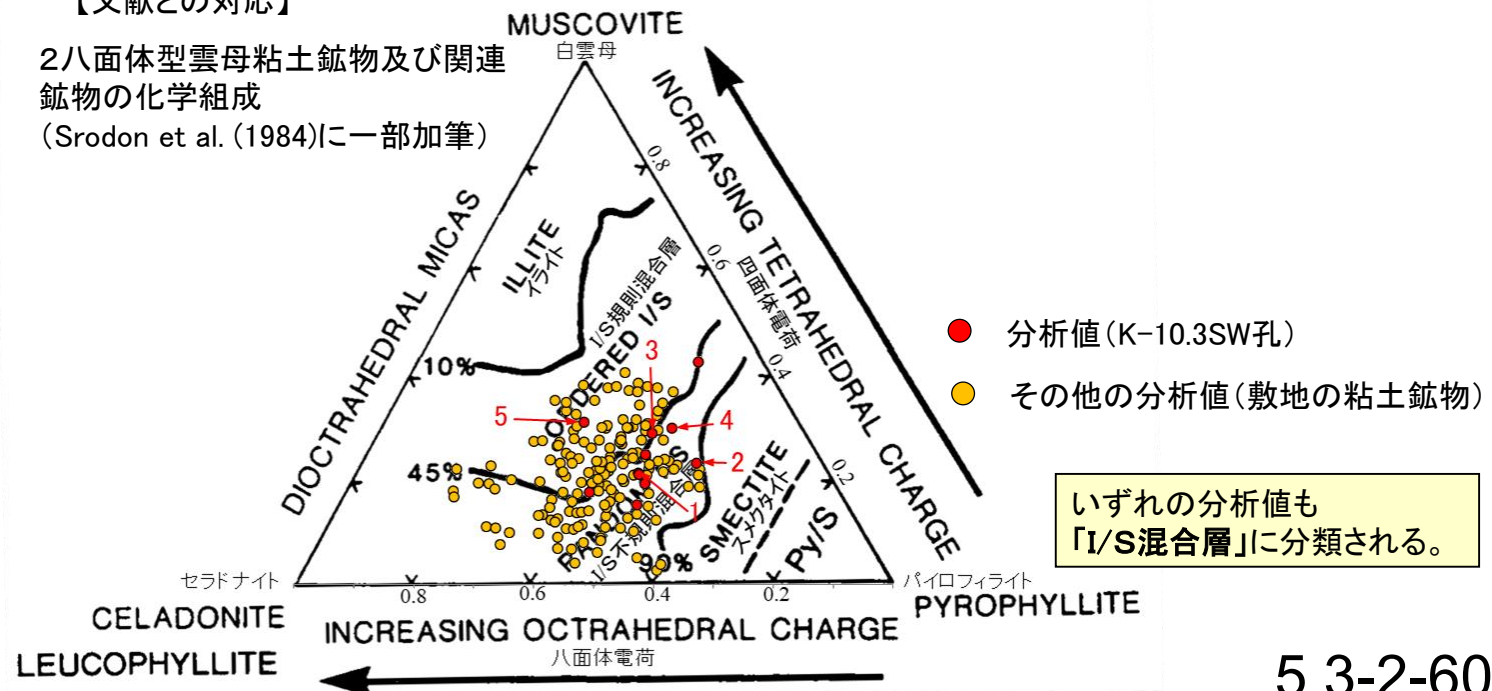 【文献との対応】
2八面体型雲母粘土鉱物及び関連
鉱物の化学組成
(Srodon et al.(1984)に一部加筆)
MUSCOVITE
白雲母
DIOCTRAHEDRAL MICAS
INCREASING TETRAHEDRAL CHARGE
四面体電荷
0.8
0.6
0.4
0.2
ILLITE
イライト
I/S規則混合層
ORDERED I/S
10%
45%
90%
I/S不規則混合層
SMECTITE
スメクタイト
Py/S
3
5
4
2
1
セラドナイト
CELADONITE
LEUCOPHYLLITE
0.8
0.6
0.4
0.2
パイロフィライト
PYROPHYLLITE
INCREASING OCTRAHEDRAL CHARGE
八面体電荷
分析値(K-10.3SW孔)
その他の分析値(敷地の粘土鉱物)
いずれの分析値も
「I/S混合層」に分類される。
5.3-2-60